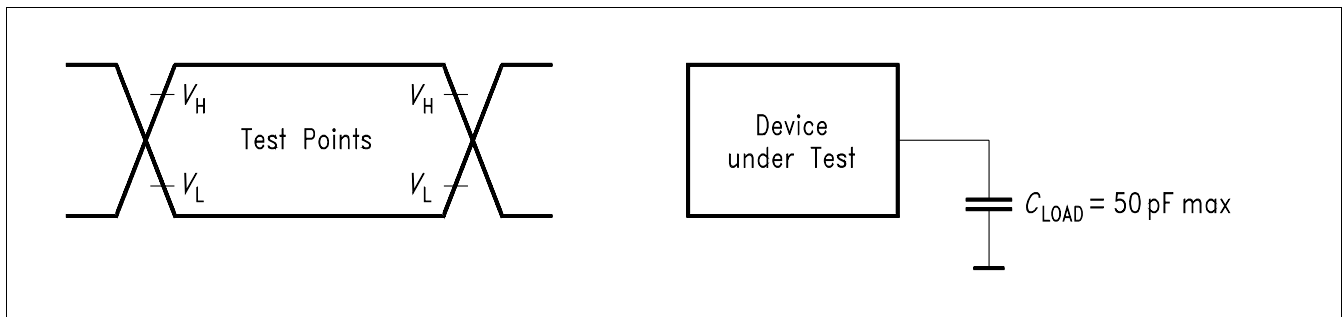 V_H V_H
Test Points
V_L V_L
Device
under Test
C_LOAD = 50 pF max